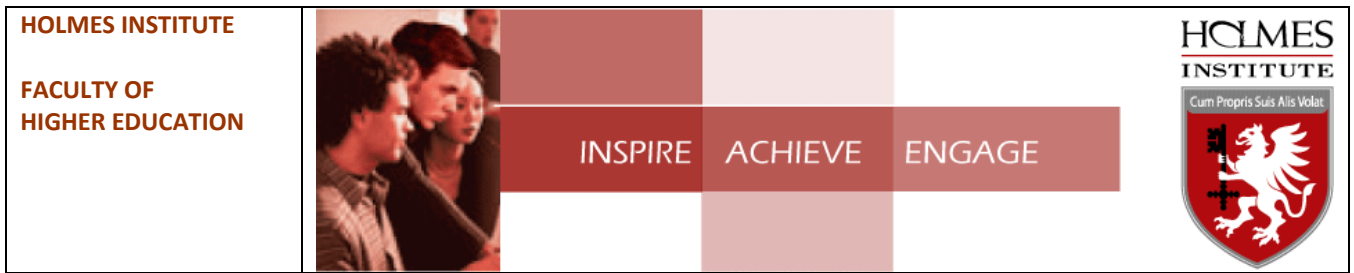 HOLMES INSTITUTE
FACULTY OF
HIGHER EDUCATION
INSPIRE ACHIEVE ENGAGE
HOLMES
INSTITUTE
Cum Propris Suis Alis Volat